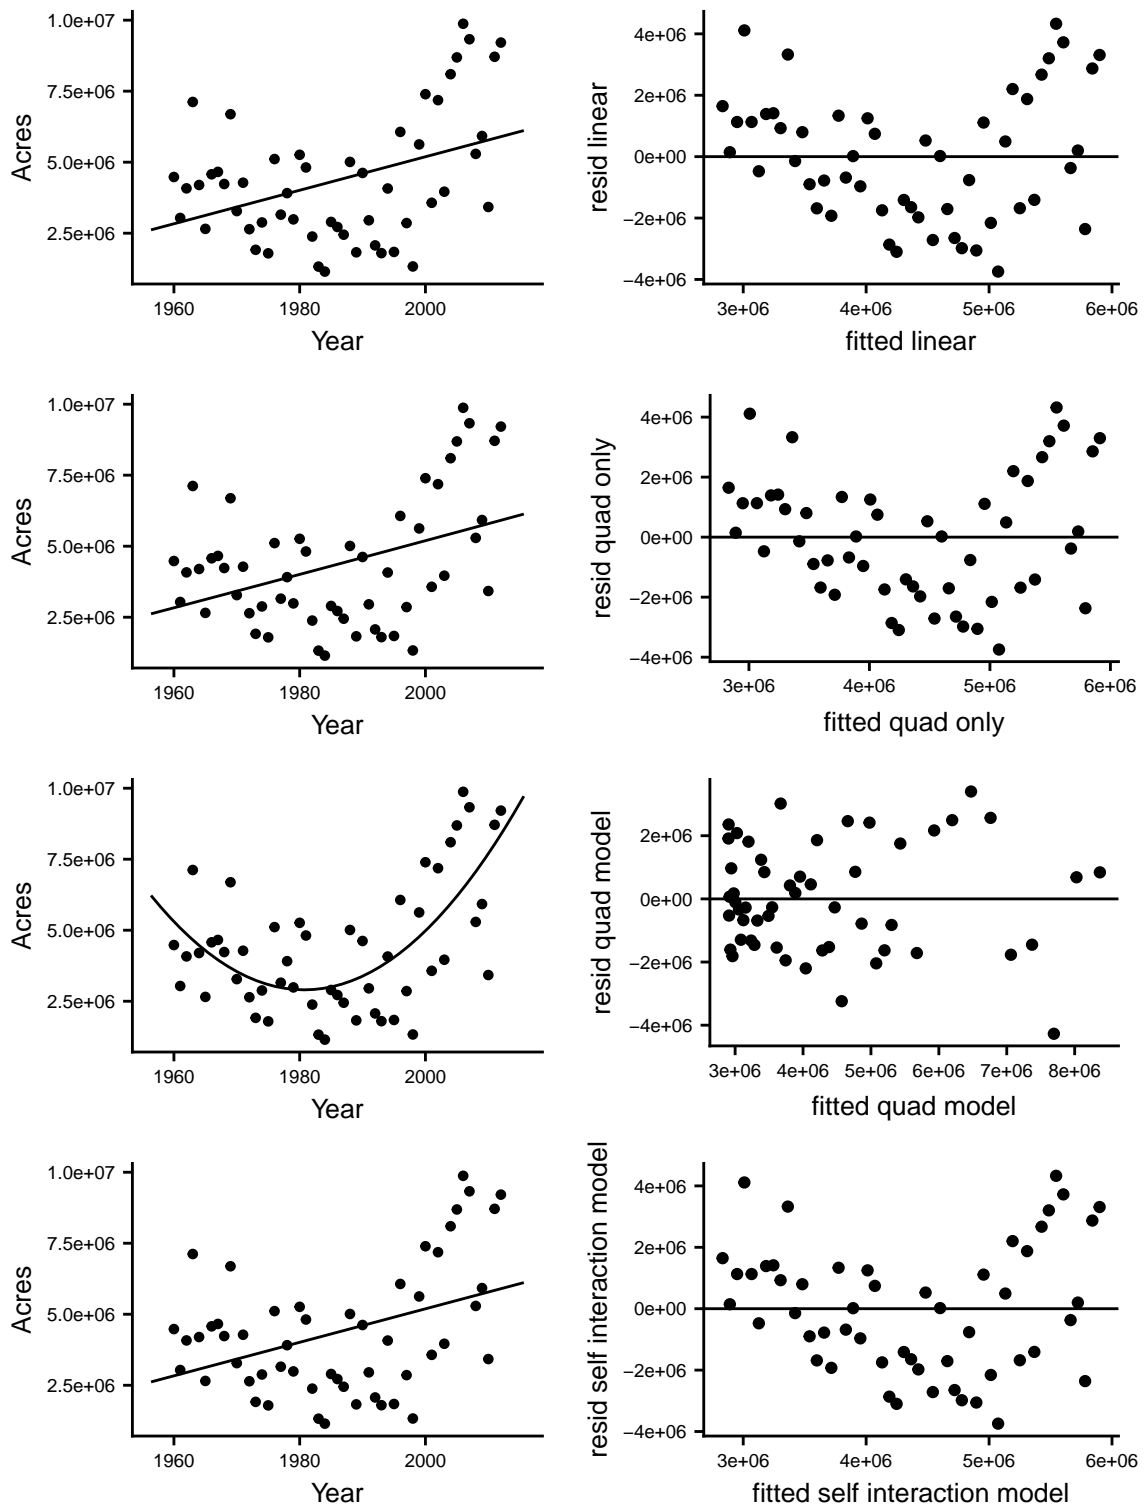 1.0e+07
7.5e+06
5.0e+06
2.5e+06
Acres
1960 1980 2000
Year
4e+06
2e+06
0e+00
−2e+06
−4e+06
resid linear
3e+06 4e+06 5e+06 6e+06
fitted linear
1.0e+07
7.5e+06
5.0e+06
2.5e+06
Acres
1960 1980 2000
Year
4e+06
2e+06
0e+00
−2e+06
−4e+06
resid quad only
3e+06 4e+06 5e+06 6e+06
fitted quad only
1.0e+07
7.5e+06
5.0e+06
2.5e+06
Acres
1960 1980 2000
Year
2e+06
0e+00
−2e+06
−4e+06
resid quad model
3e+06 4e+06 5e+06 6e+06 7e+06 8e+06
fitted quad model
1.0e+07
7.5e+06
5.0e+06
2.5e+06
Acres
1960 1980 2000
Year
4e+06
2e+06
0e+00
−2e+06
−4e+06
resid self interaction model
3e+06 4e+06 5e+06 6e+06
fitted self interaction model